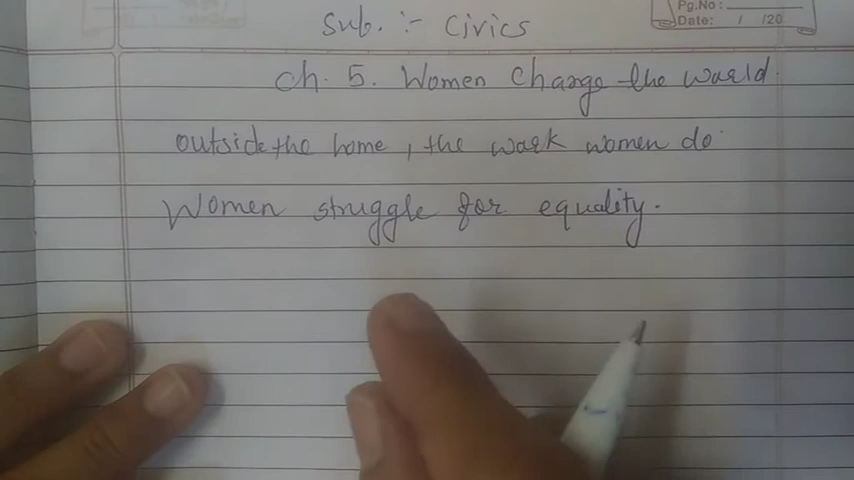 Pg.No:
Date: / /20
Sub. :- Civics
Ch. 5. Women Change the world.
outside the home, the work women do.
Women struggle for equality.